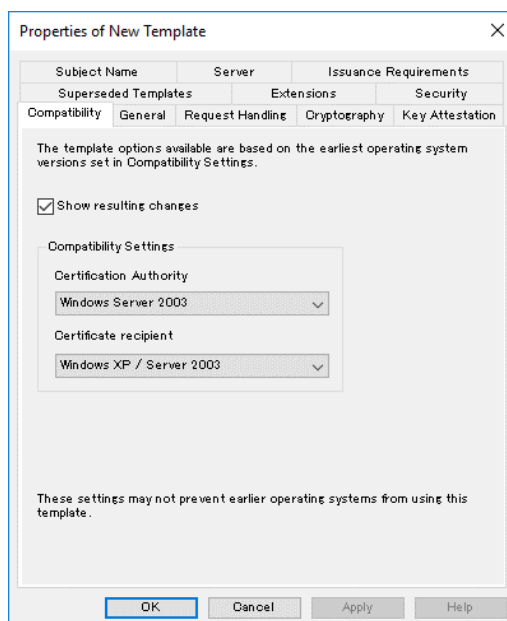 Properties of New Template
Subject Name Server Issuance Requirements
Superseded Templates Extensions Security
Compatibility General Request Handling Cryptography Key Attestation
The template options available are based on the earliest operating system
versions set in Compatibility Settings.
Show resulting changes
Compatibility Settings
Certification Authority
Windows Server 2003
Certificate recipient
Windows XP / Server 2003
These settings may not prevent earlier operating systems from using this
template.
OK Cancel Apply Help